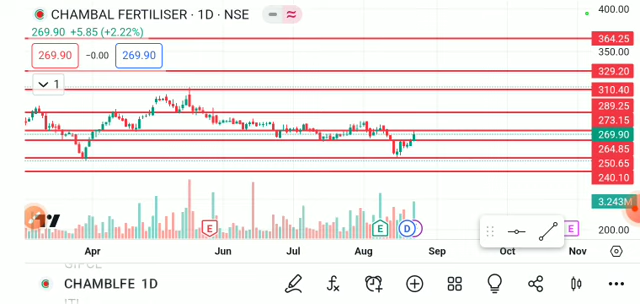 CHAMBAL FERTILISER · 1D · NSE
269.90 +5.85 (+2.22%)
269.90 −0.00 269.90
1
400.00
364.25
350.00
329.20
310.40
289.25
273.15
269.90
264.85
250.65
240.10
3.243M
200.00
E E D E
Apr Jun Jul Aug Sep Oct Nov
CHAMBLFE 1D